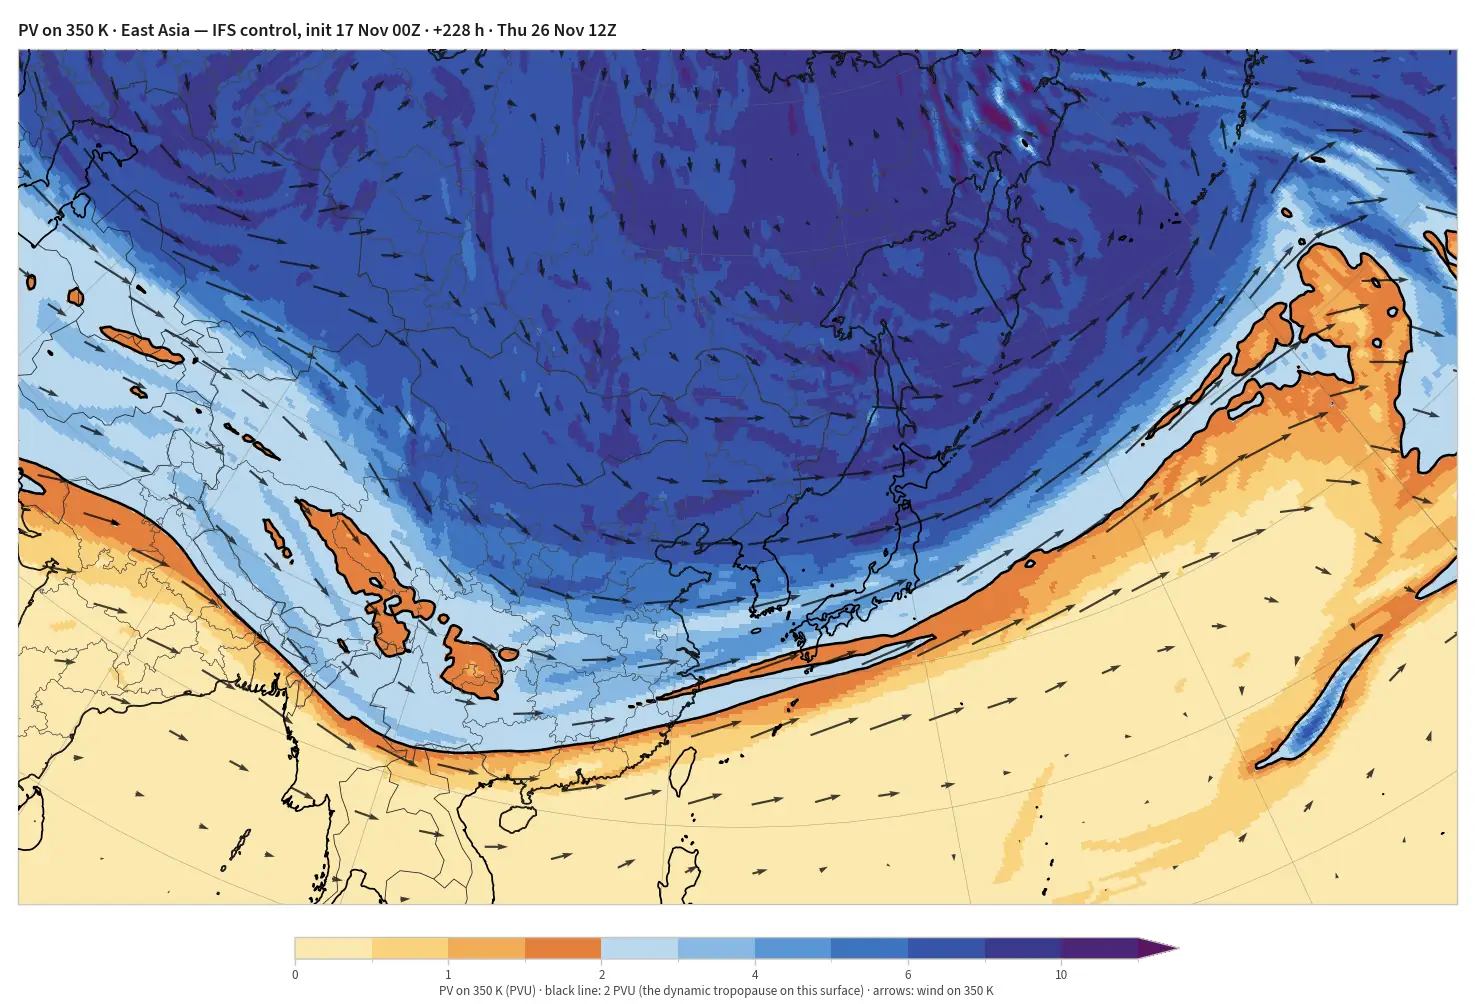 PV on 350 K · East Asia — IFS control, init 17 Nov 00Z · +228 h · Thu 26 Nov 12Z
0 1 2 4 6 10
PV on 350 K (PVU) · black line: 2 PVU (the dynamic tropopause on this surface) · arrows: wind on 350 K